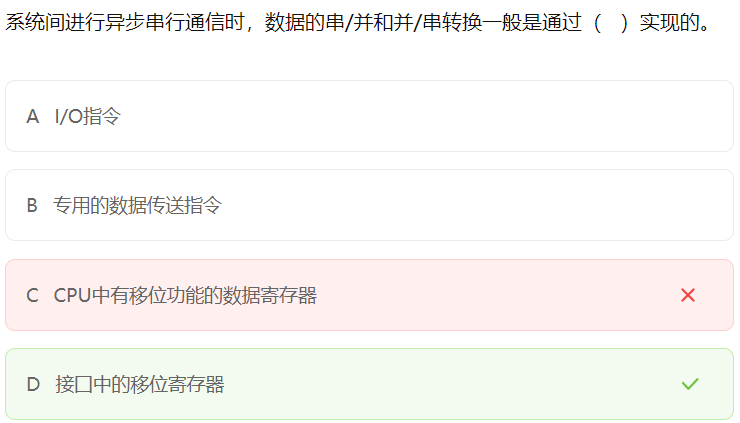 系统间进行异步串行通信时，数据的串/并和并/串转换一般是通过（　）实现的。
A I/O指令
B 专用的数据传送指令
C CPU中有移位功能的数据寄存器
D 接口中的移位寄存器